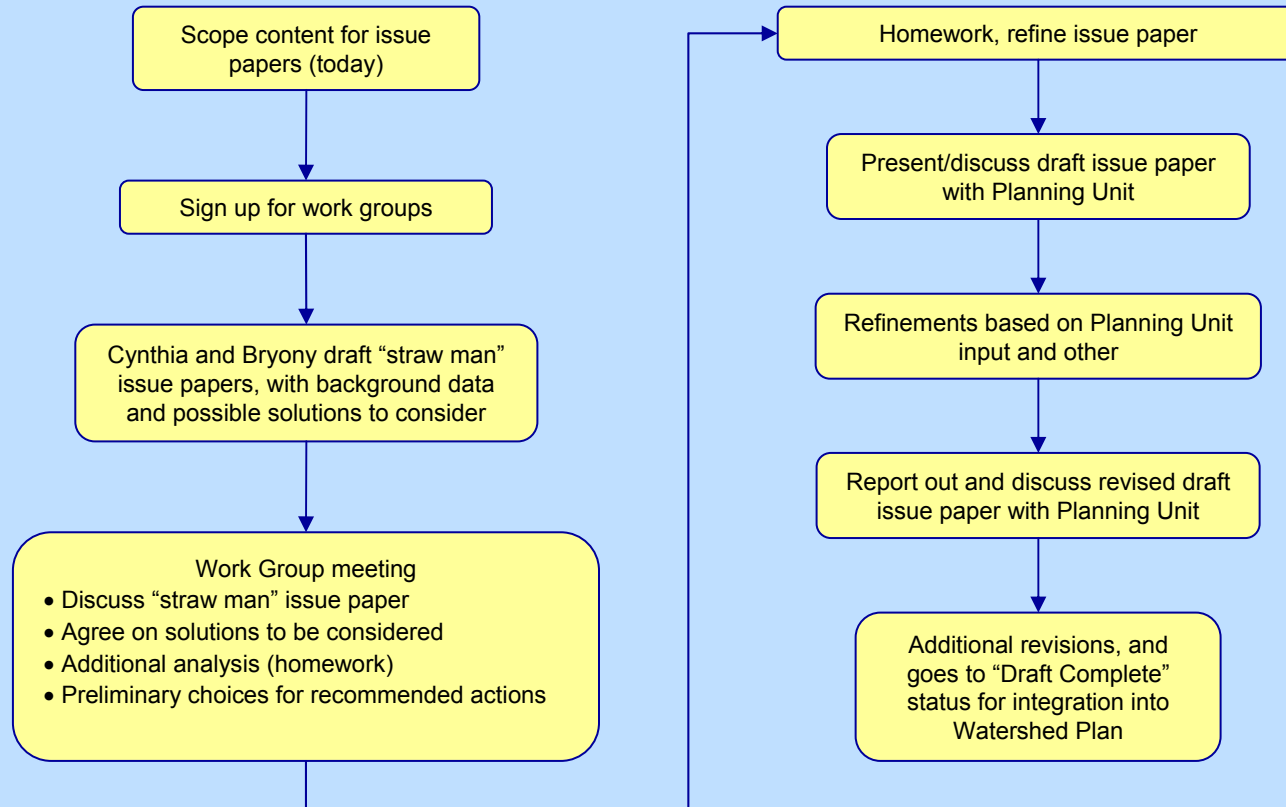 Scope content for issue
papers (today)
Sign up for work groups
Cynthia and Bryony draft “straw man”
issue papers, with background data
and possible solutions to consider
Work Group meeting
• Discuss “straw man” issue paper
• Agree on solutions to be considered
• Additional analysis (homework)
• Preliminary choices for recommended actions
Homework, refine issue paper
Present/discuss draft issue paper
with Planning Unit
Refinements based on Planning Unit
input and other
Report out and discuss revised draft
issue paper with Planning Unit
Additional revisions, and
goes to “Draft Complete”
status for integration into
Watershed Plan